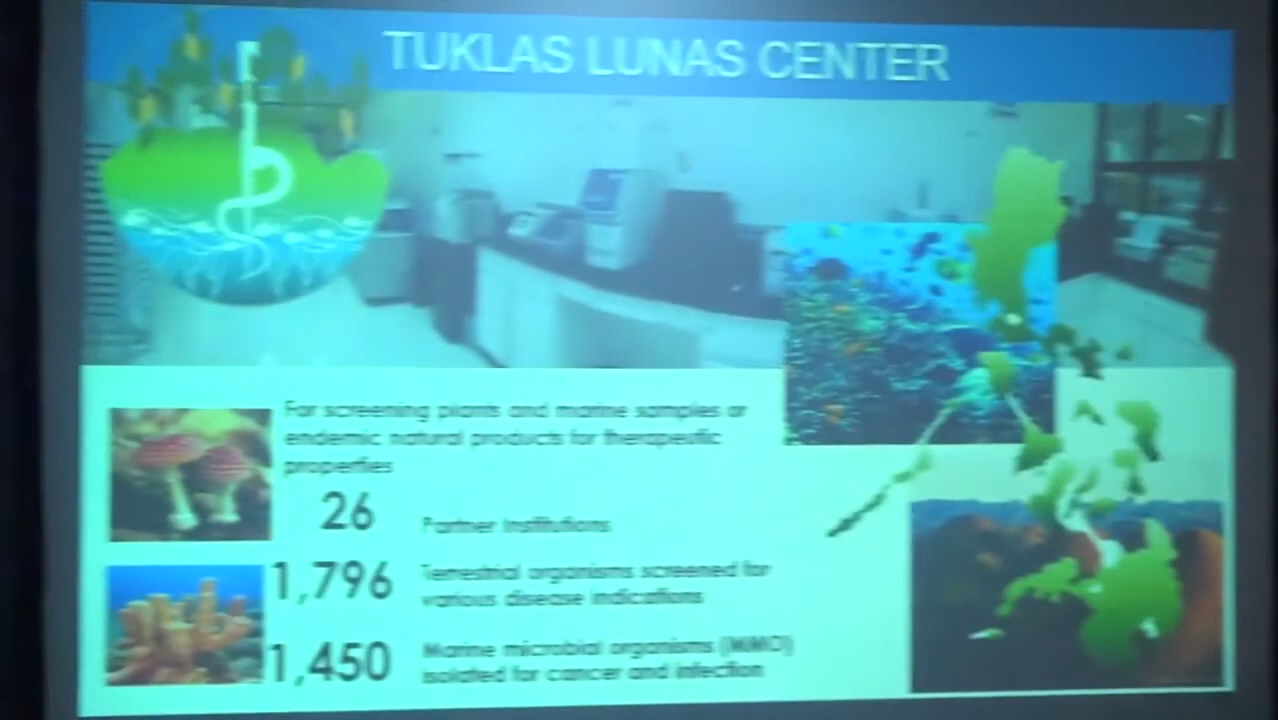 TUKLAS LUNAS CENTER
For screening plants and marine samples or
endemic natural products for therapeutic
properties
26 Partner Institutions
1,796 Terrestrial organisms screened for
various disease indications
1,450 Marine microbial organisms (MMO)
isolated for cancer and infection